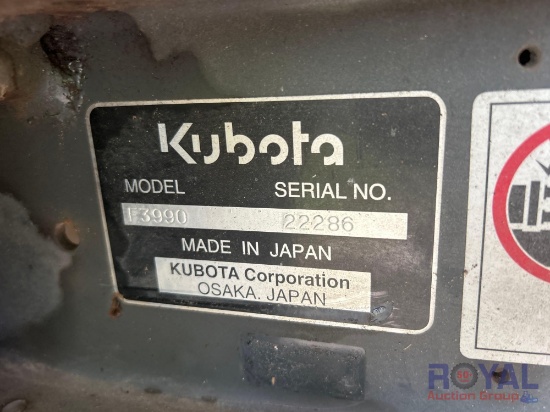 Kubota
MODEL SERIAL NO.
F3990 22286
MADE IN JAPAN
KUBOTA Corporation
OSAKA. JAPAN
ROYAL
Auction Group